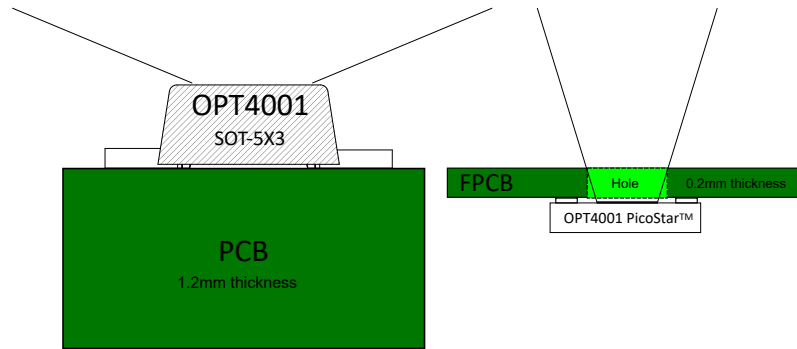 OPT4001
SOT-5X3
PCB
1.2mm thickness
FPCB
Hole
0.2mm thickness
OPT4001 PicoStar™